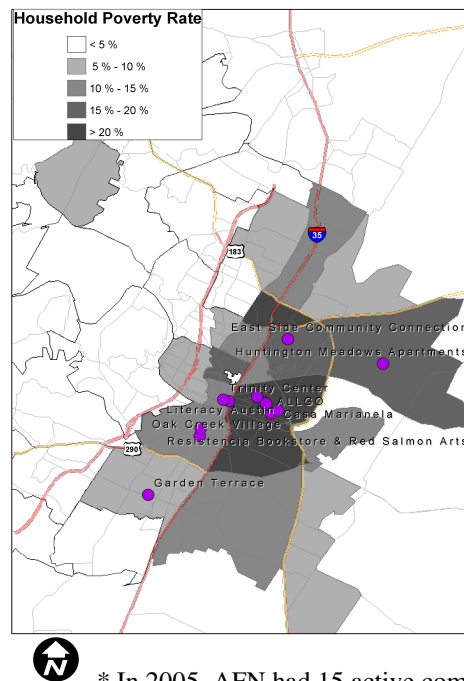 Household Poverty Rate
< 5 %
5% - 10 %
10% - 15 %
15% - 20 %
> 20 %
35
183
East Side Community Connection
Huntington Meadows Apartments
Trinity Center
ALLGO
Literacy Austin
Casa Marianela
Oak Creek Village
Resistencia Bookstore & Red Salmon Arts
290
Garden Terrace
N
* In 2005, AFN had 15 active com